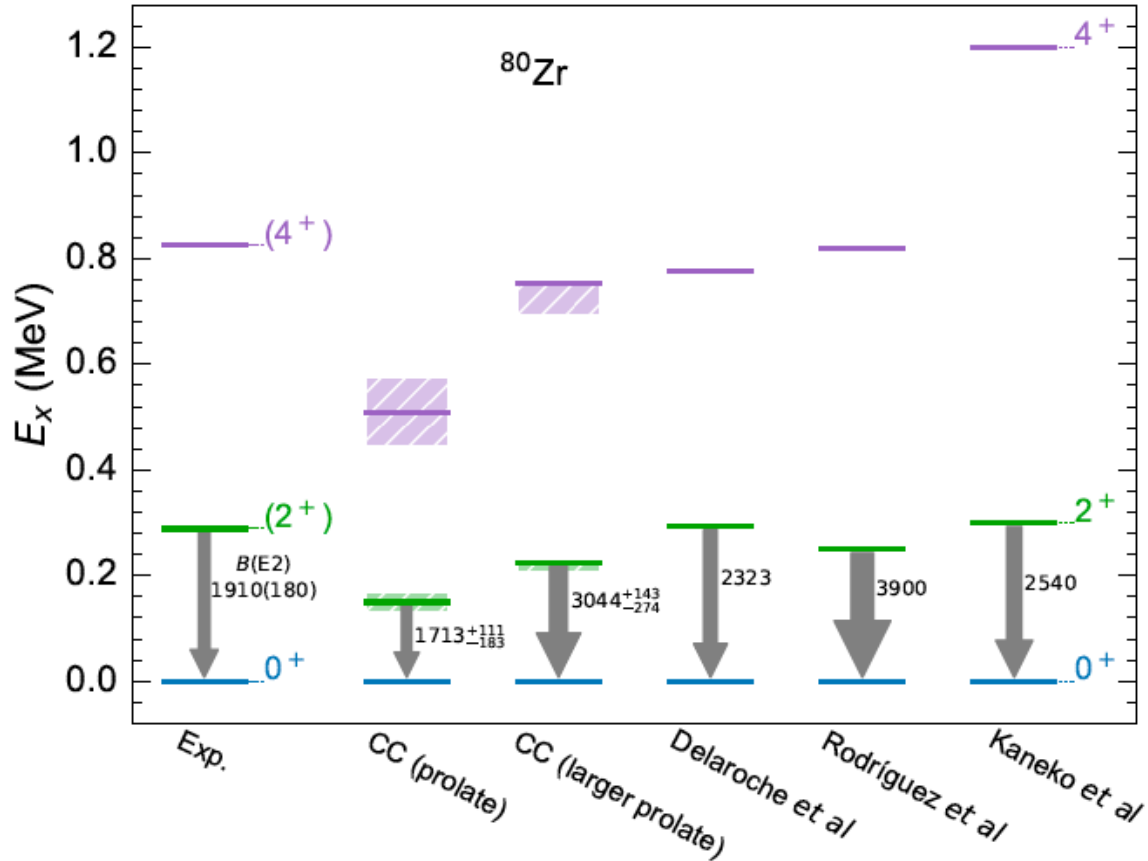 ⁸⁰Zr
E_x (MeV)
1.2
1.0
0.8
0.6
0.4
0.2
0.0
4⁺
(4⁺)
(2⁺)
2⁺
B(E2)
1910(180)
1713⁺¹¹¹₋₁₈₃
3044⁺¹⁴³₋₂₇₄
2323
3900
2540
0⁺
0⁺
Exp.
CC (prolate)
CC (larger prolate)
Delaroche et al
Rodríguez et al
Kaneko et al